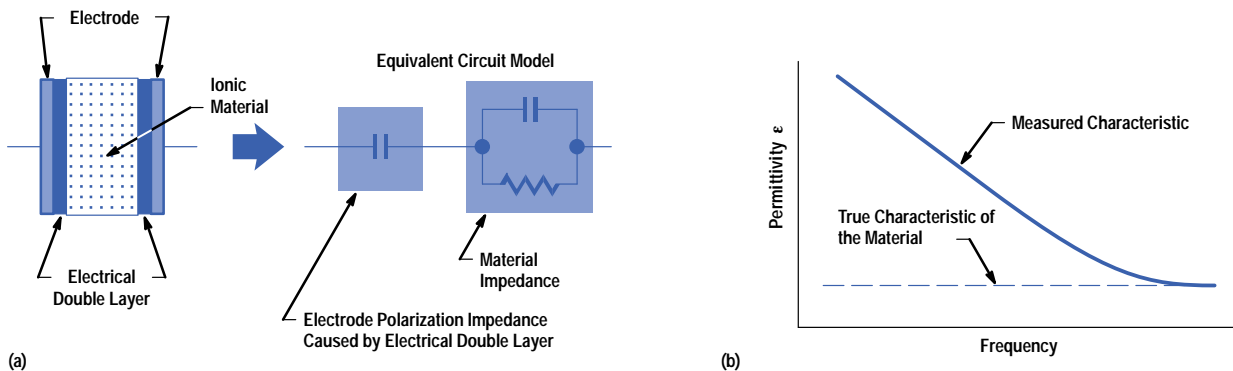 Electrode
Ionic
Material
Electrical
Double Layer
(a)
Equivalent Circuit Model
Material
Impedance
Electrode Polarization Impedance
Caused by Electrical Double Layer
Permittivity ε
Measured Characteristic
True Characteristic of
the Material
Frequency
(b)